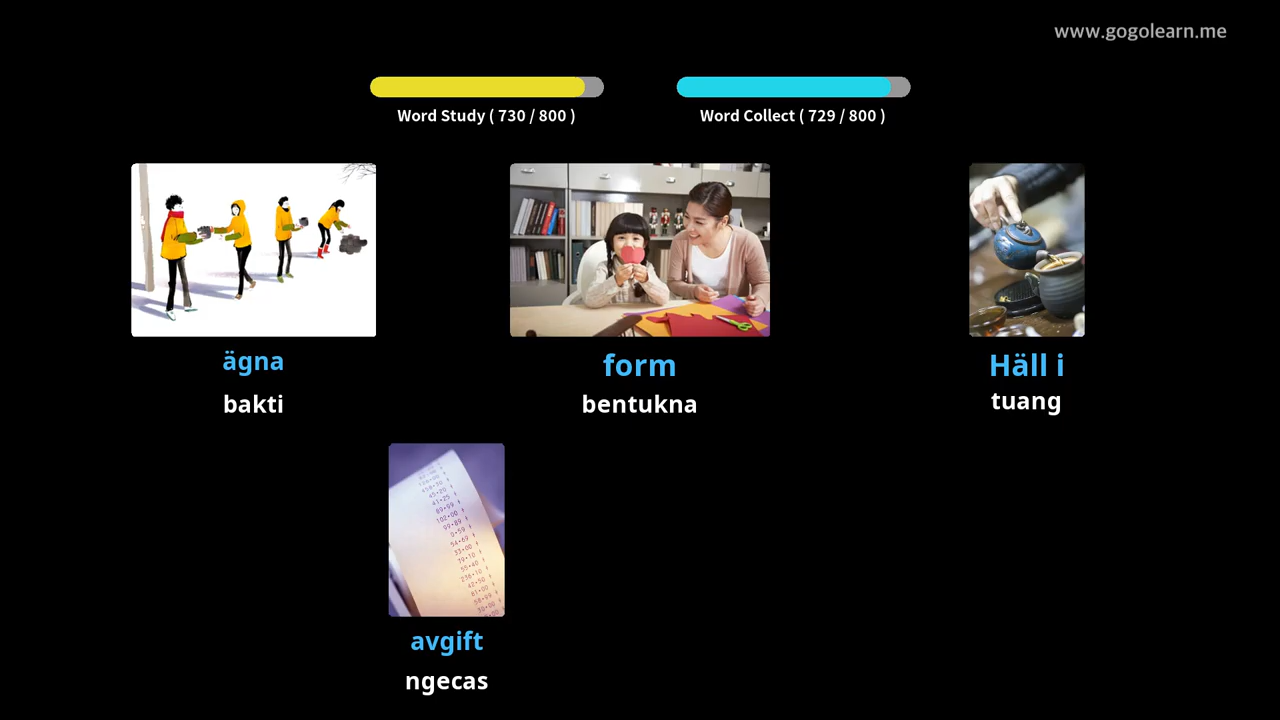 www.gogolearn.me
Word Study ( 730 / 800 )
Word Collect ( 729 / 800 )
ägna
bakti
form
bentukna
Häll i
tuang
avgift
ngecas